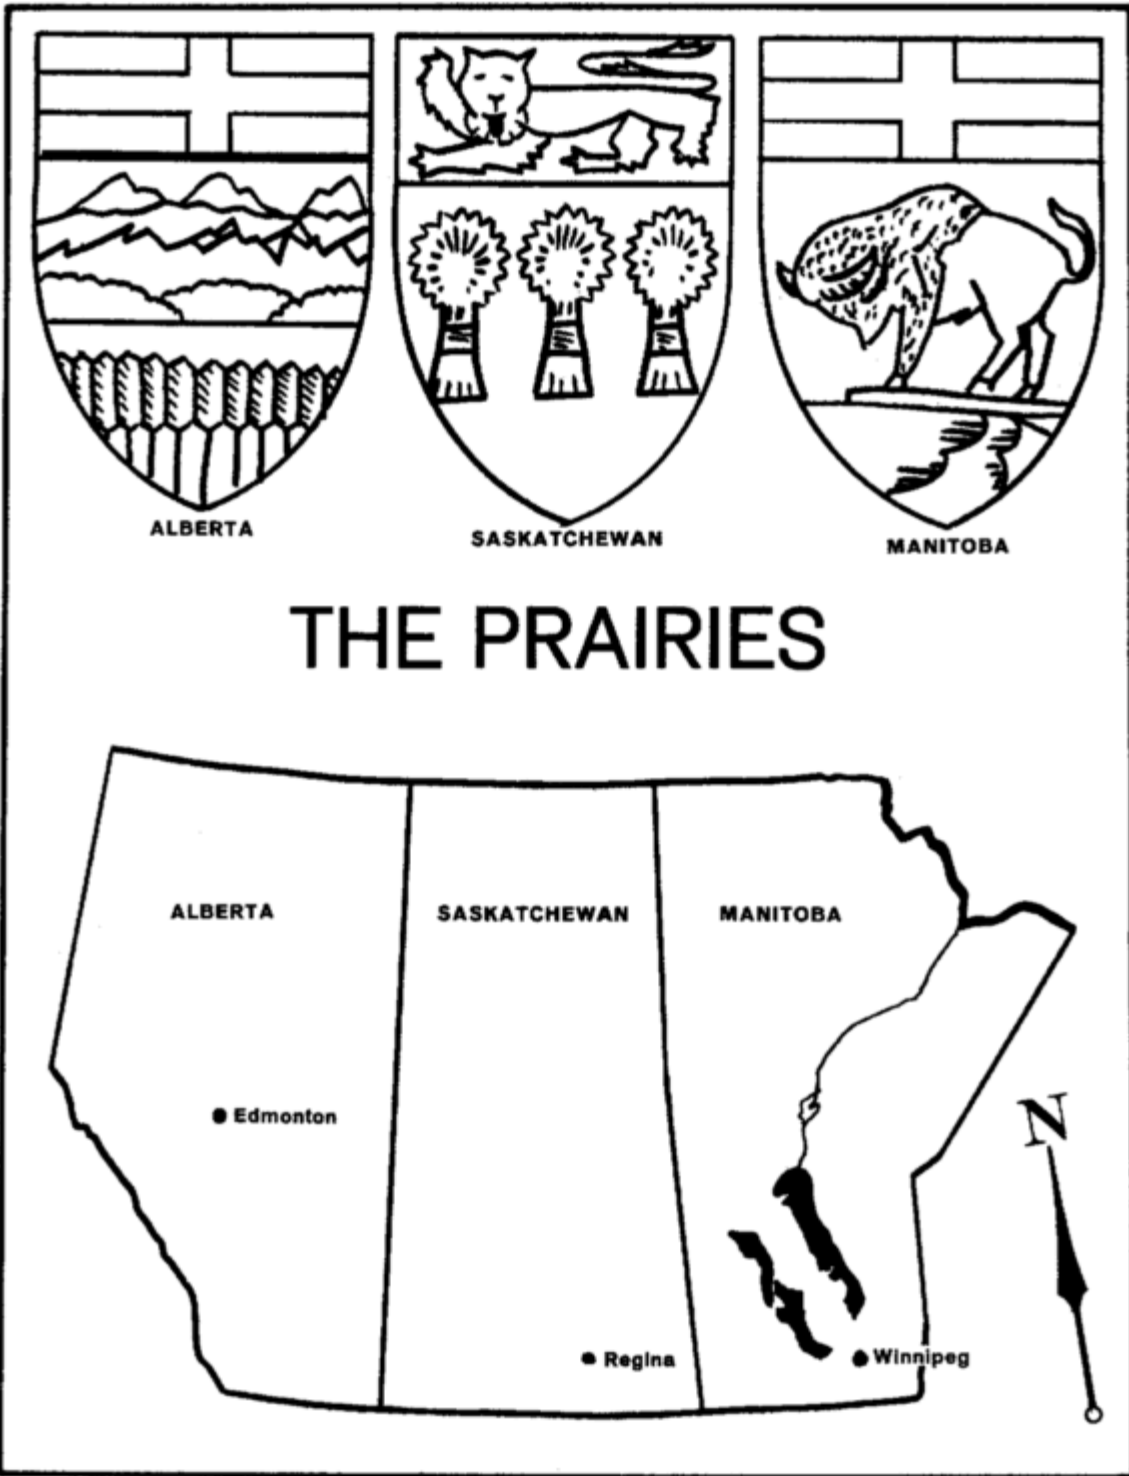 ALBERTA
SASKATCHEWAN
MANITOBA
THE PRAIRIES
ALBERTA
SASKATCHEWAN
MANITOBA
N
Edmonton
Regina
Winnipeg